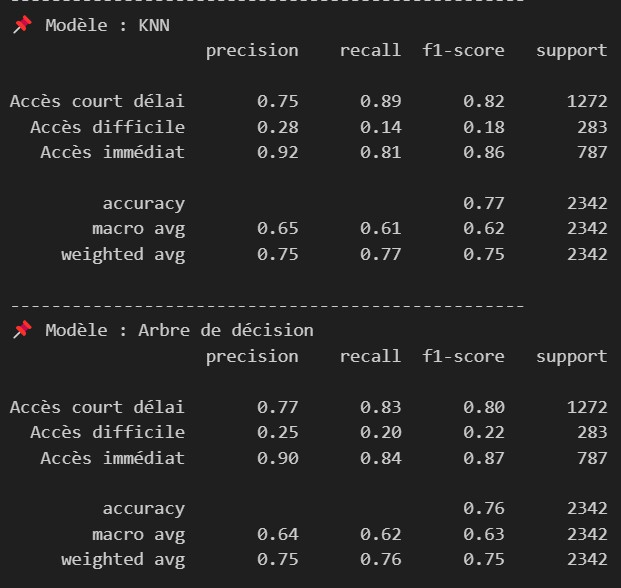 --------------------------------------------------
📌 Modèle : KNN
precision recall f1-score support
Accès court délai 0.75 0.89 0.82 1272
Accès difficile 0.28 0.14 0.18 283
Accès immédiat 0.92 0.81 0.86 787
accuracy 0.77 2342
macro avg 0.65 0.61 0.62 2342
weighted avg 0.75 0.77 0.75 2342
--------------------------------------------------
📌 Modèle : Arbre de décision
precision recall f1-score support
Accès court délai 0.77 0.83 0.80 1272
Accès difficile 0.25 0.20 0.22 283
Accès immédiat 0.90 0.84 0.87 787
accuracy 0.76 2342
macro avg 0.64 0.62 0.63 2342
weighted avg 0.75 0.76 0.75 2342